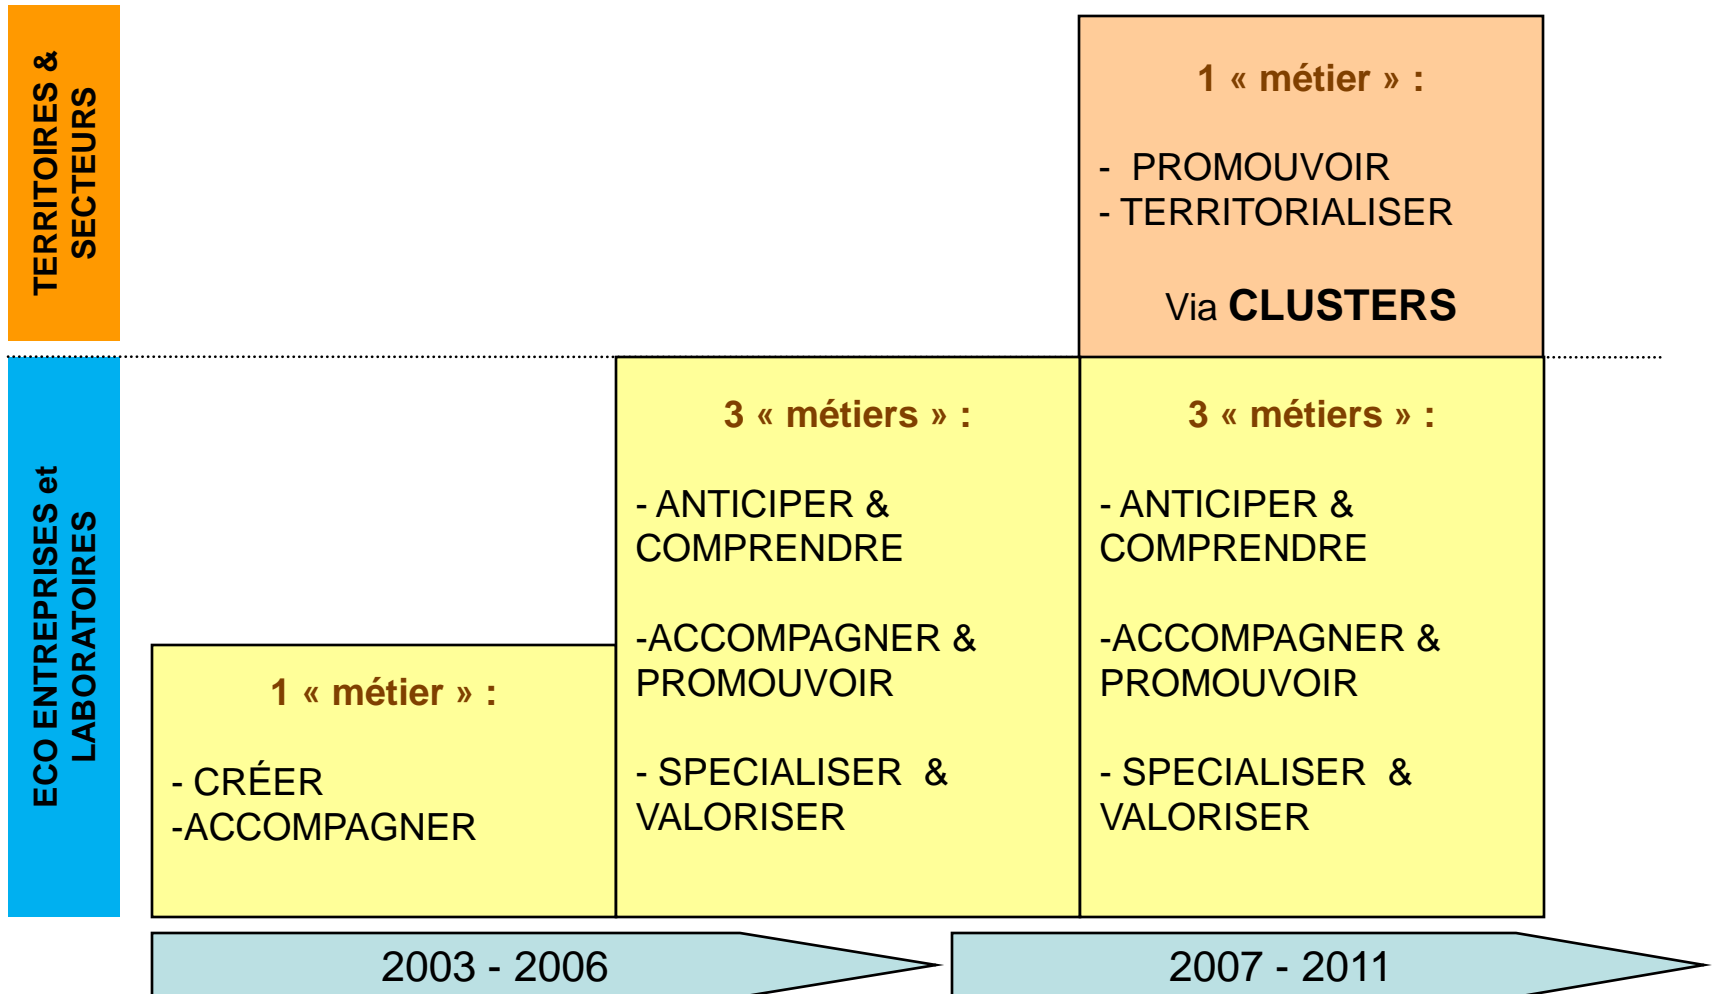 TERRITOIRES &
SECTEURS
1 « métier » :
- PROMOUVOIR
- TERRITORIALISER
Via CLUSTERS
ECO ENTREPRISES et
LABORATOIRES
1 « métier » :
- CRÉER
-ACCOMPAGNER
3 « métiers » :
- ANTICIPER &
COMPRENDRE
-ACCOMPAGNER &
PROMOUVOIR
- SPECIALISER &
VALORISER
3 « métiers » :
- ANTICIPER &
COMPRENDRE
-ACCOMPAGNER &
PROMOUVOIR
- SPECIALISER &
VALORISER
2003 - 2006
2007 - 2011